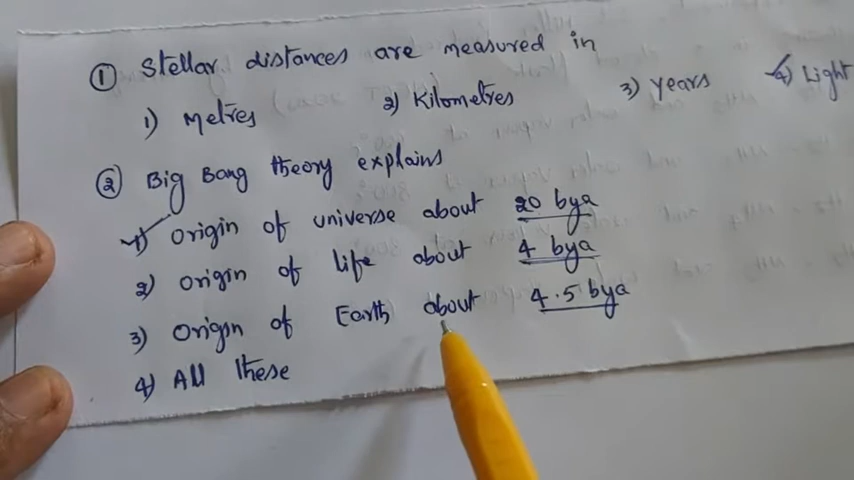 ① Stellar distances are measured in
1) Metres 2) Kilometres 3) Years 4) Light
② Big Bang theory explains
1) Origin of universe about 20 bya
2) Origin of life about 4 bya
3) Origin of Earth about 4.5 bya
4) All these